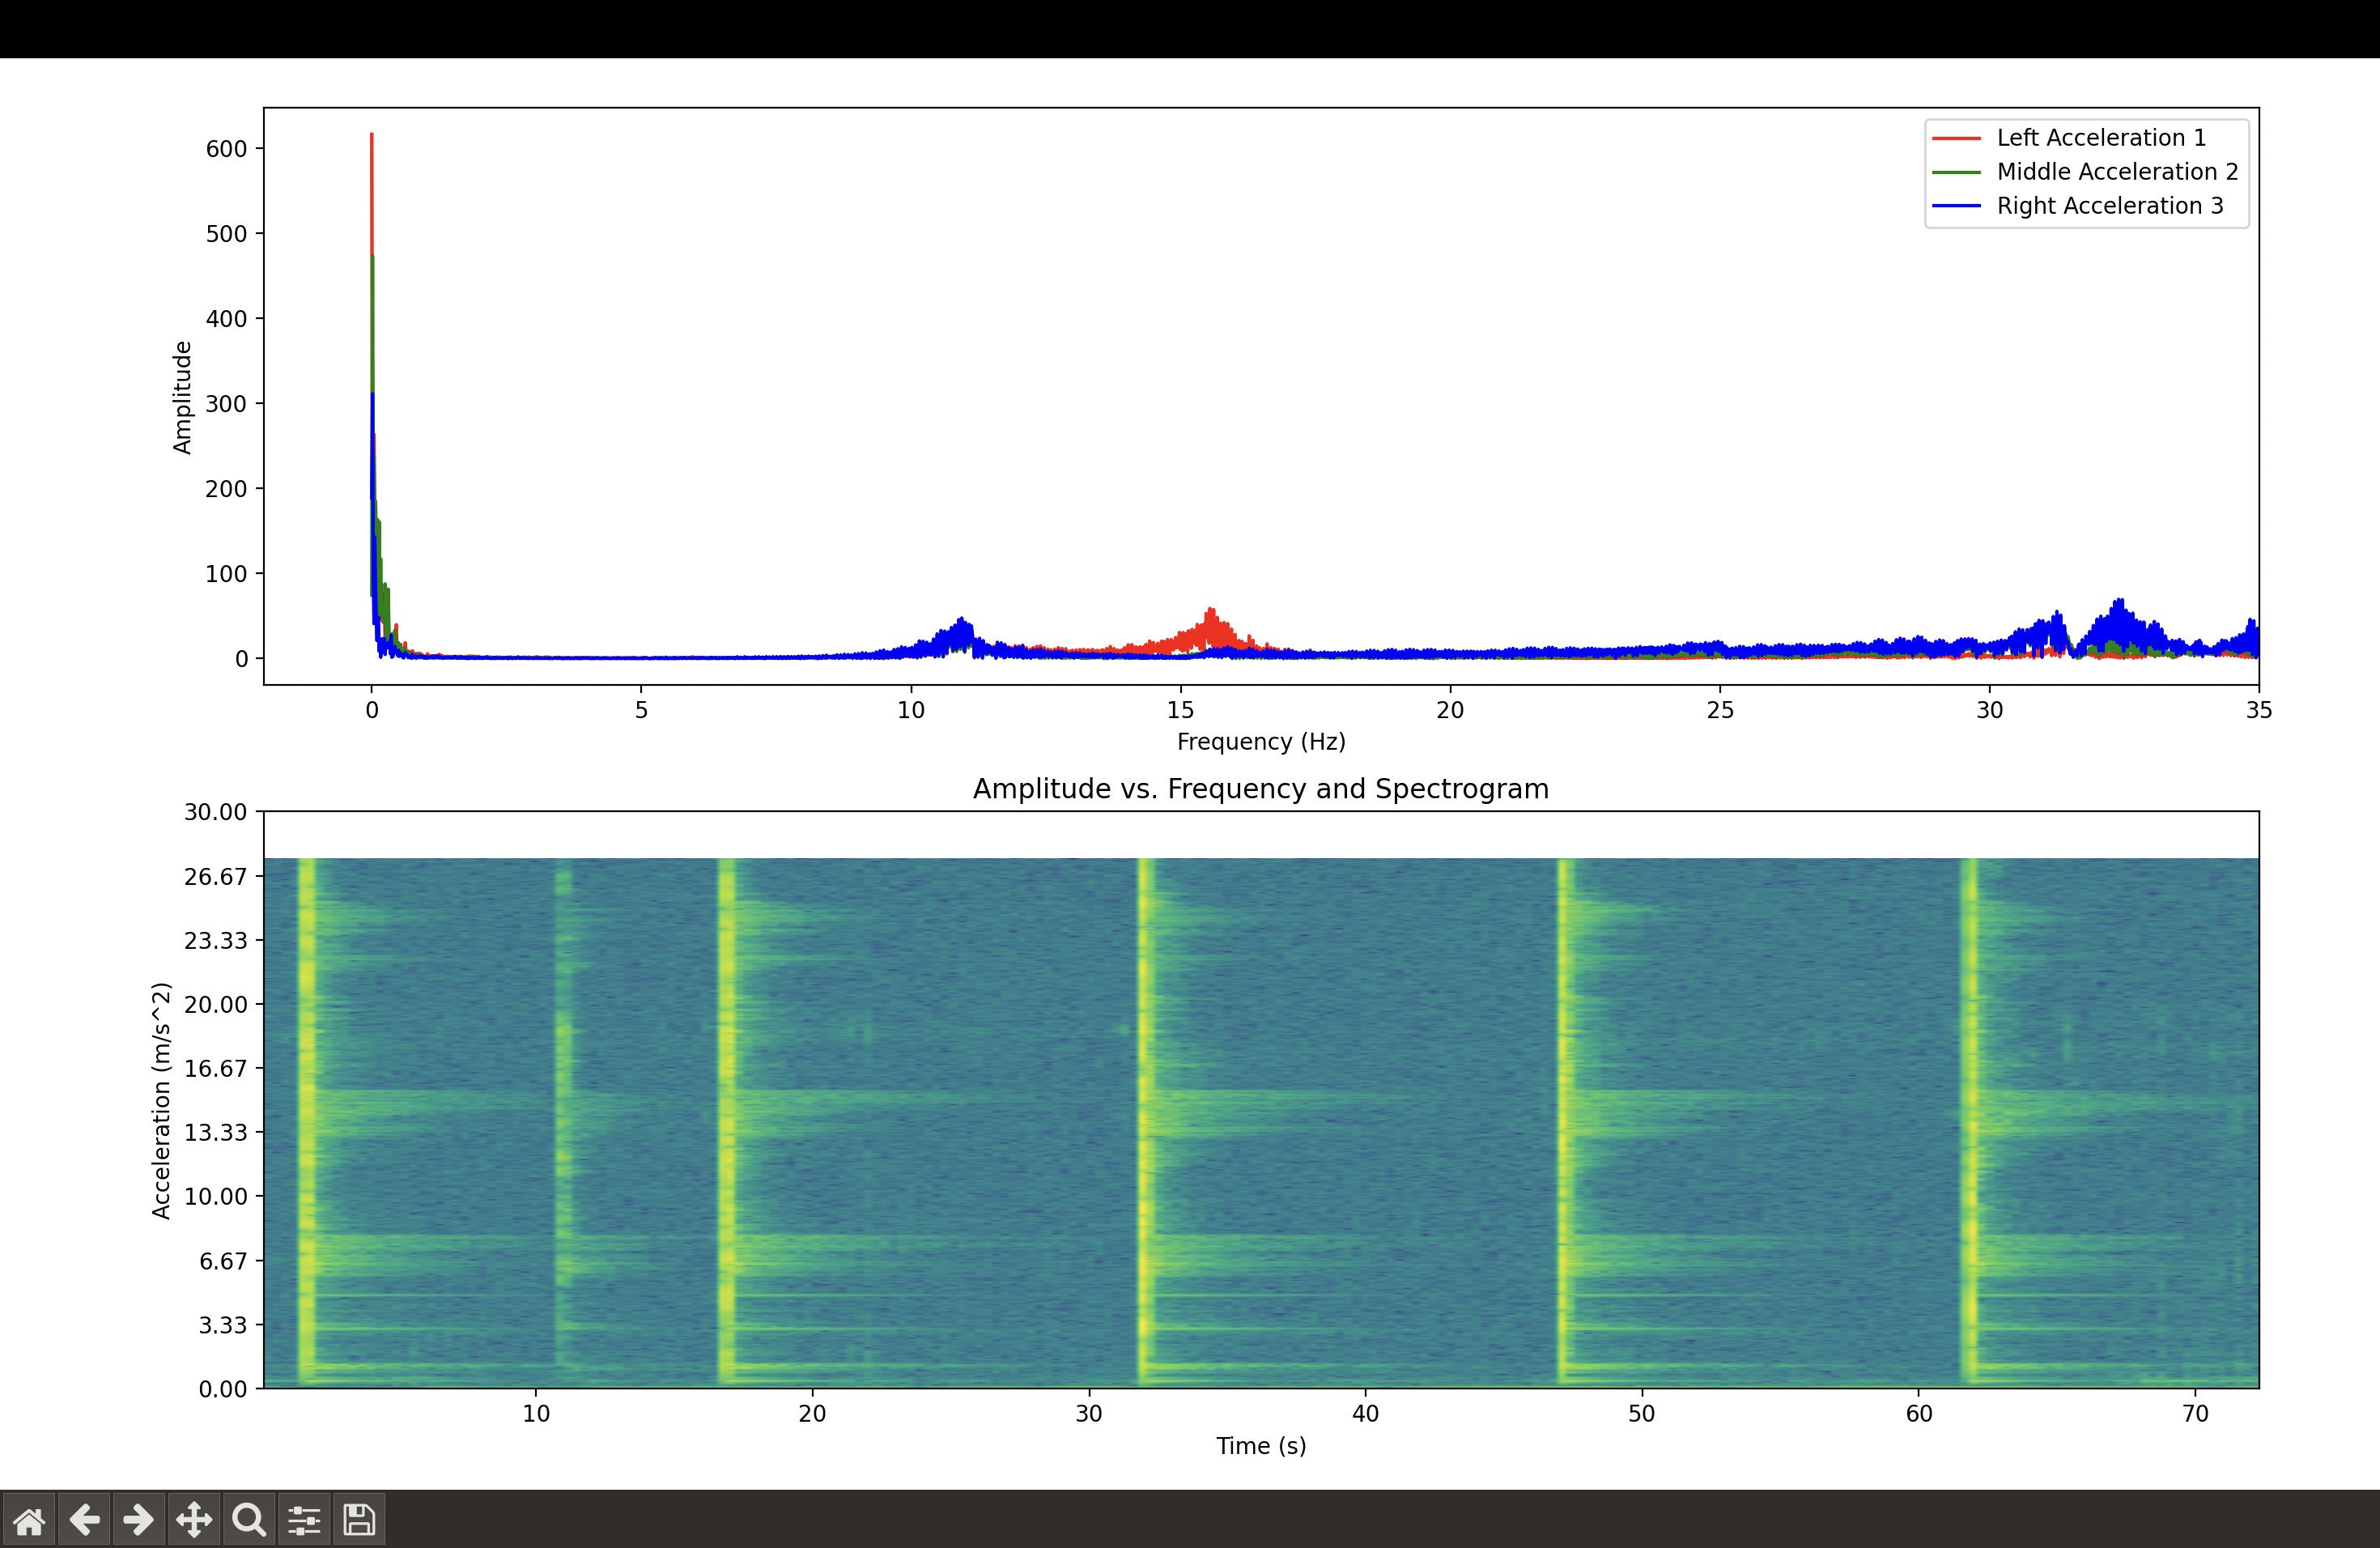 600
500
400
300
200
100
0
Amplitude
Left Acceleration 1
Middle Acceleration 2
Right Acceleration 3
0 5 10 15 20 25 30 35
Frequency (Hz)
Amplitude vs. Frequency and Spectrogram
30.00
26.67
23.33
20.00
16.67
13.33
10.00
6.67
3.33
0.00
Acceleration (m/s^2)
10 20 30 40 50 60 70
Time (s)